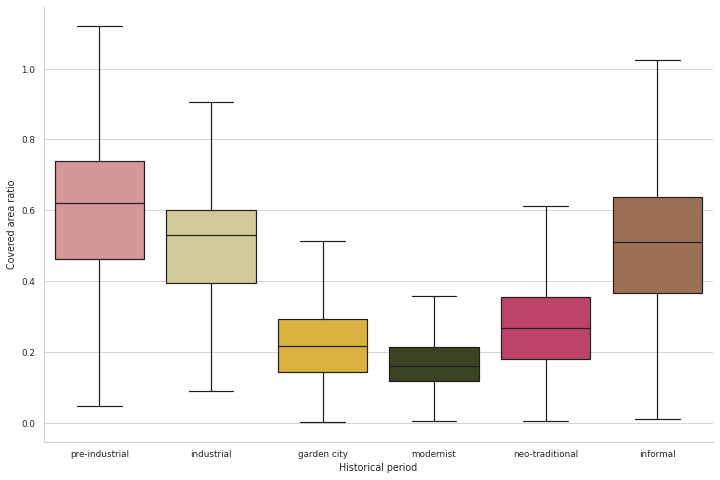 1.0
0.8
0.6
0.4
0.2
0.0
Covered area ratio
pre-industrial
industrial
garden city
modernist
neo-traditional
informal
Historical period